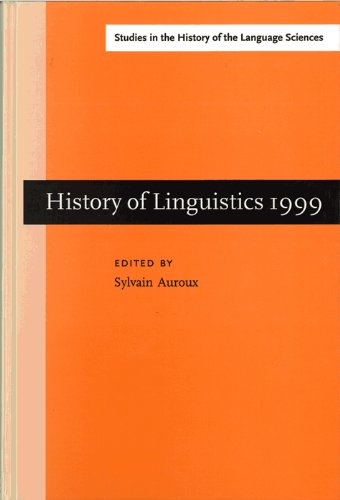 Studies in the History of the Language Sciences
History of Linguistics 1999
EDITED BY
Sylvain Auroux